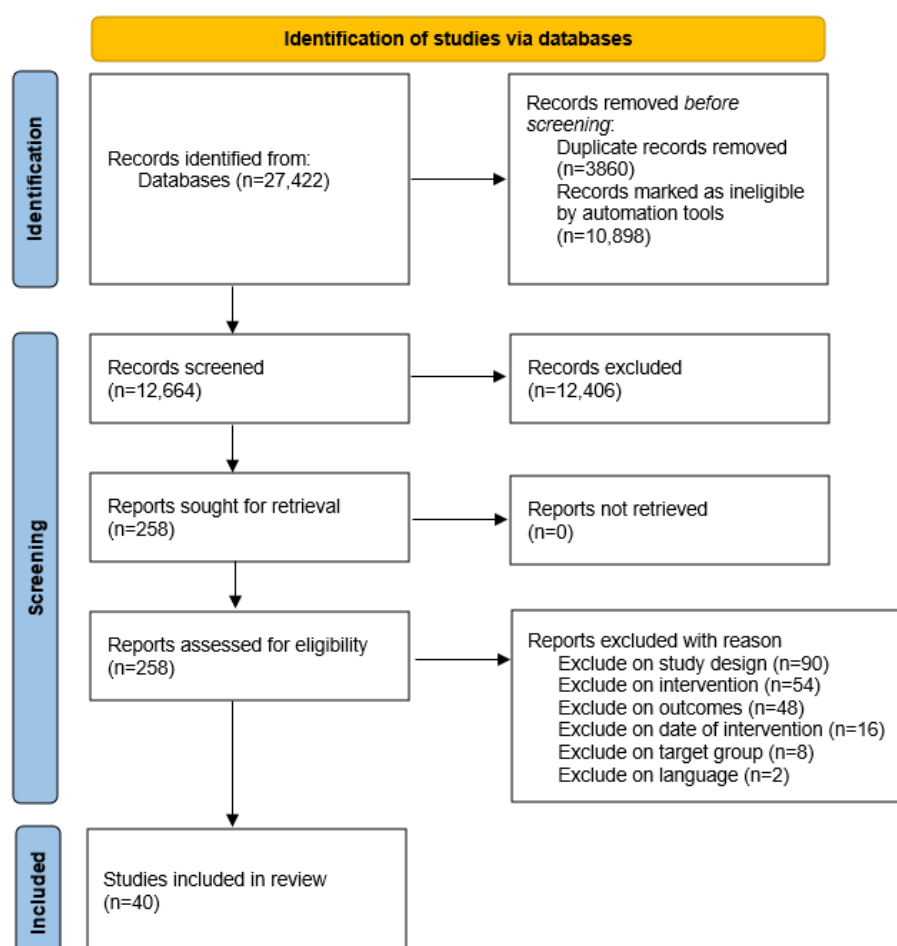 Identification of studies via databases
Identification
Records identified from:
Databases (n=27,422)
Records removed before
screening:
Duplicate records removed
(n=3860)
Records marked as ineligible
by automation tools
(n=10,898)
Screening
Records screened
(n=12,664)
Records excluded
(n=12,406)
Reports sought for retrieval
(n=258)
Reports not retrieved
(n=0)
Reports assessed for eligibility
(n=258)
Reports excluded with reason
Exclude on study design (n=90)
Exclude on intervention (n=54)
Exclude on outcomes (n=48)
Exclude on date of intervention (n=16)
Exclude on target group (n=8)
Exclude on language (n=2)
Included
Studies included in review
(n=40)